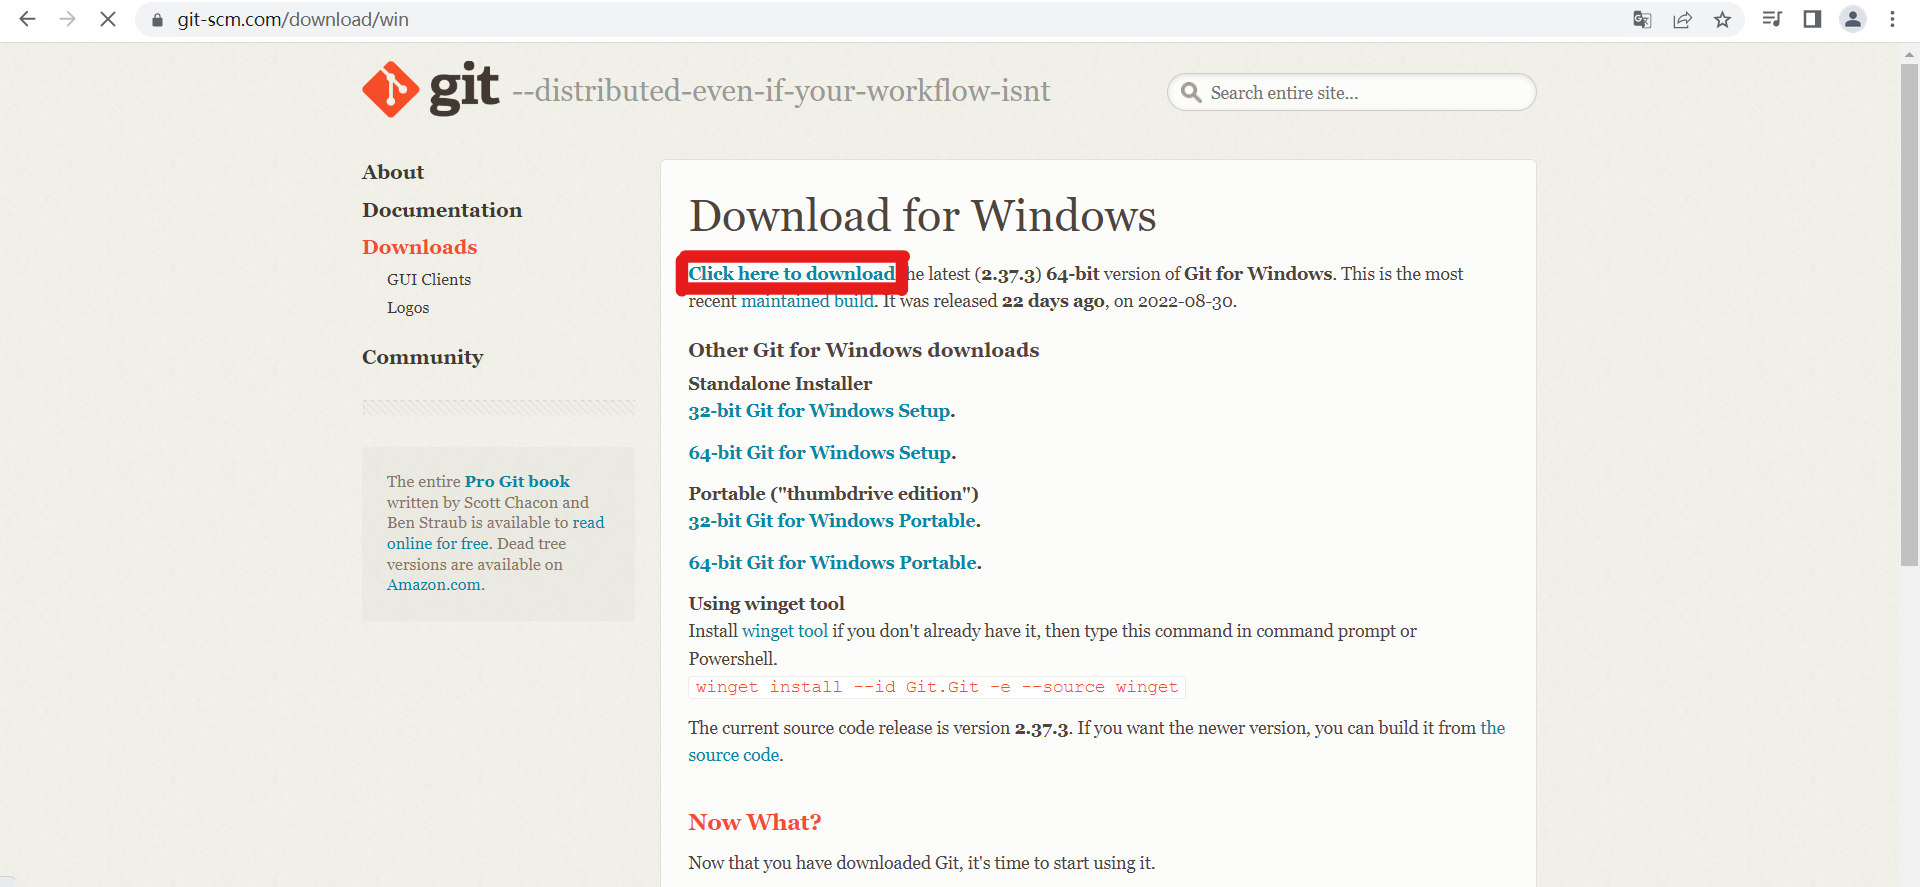 git-scm.com/download/win
git --distributed-even-if-your-workflow-isnt
Search entire site...
About
Documentation
Downloads
GUI Clients
Logos
Community
The entire Pro Git book
written by Scott Chacon and
Ben Straub is available to read
online for free. Dead tree
versions are available on
Amazon.com.
Download for Windows
Click here to download he latest (2.37.3) 64-bit version of Git for Windows. This is the most
recent maintained build. It was released 22 days ago, on 2022-08-30.
Other Git for Windows downloads
Standalone Installer
32-bit Git for Windows Setup.
64-bit Git for Windows Setup.
Portable ("thumbdrive edition")
32-bit Git for Windows Portable.
64-bit Git for Windows Portable.
Using winget tool
Install winget tool if you don't already have it, then type this command in command prompt or
Powershell.
winget install --id Git.Git -e --source winget
The current source code release is version 2.37.3. If you want the newer version, you can build it from the
source code.
Now What?
Now that you have downloaded Git, it's time to start using it.